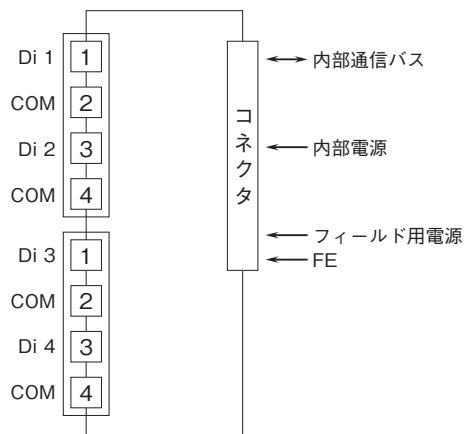 Di 1 1
COM 2
Di 2 3
COM 4
Di 3 1
COM 2
Di 4 3
COM 4
コネクタ
内部通信バス
内部電源
フィールド用電源
FE